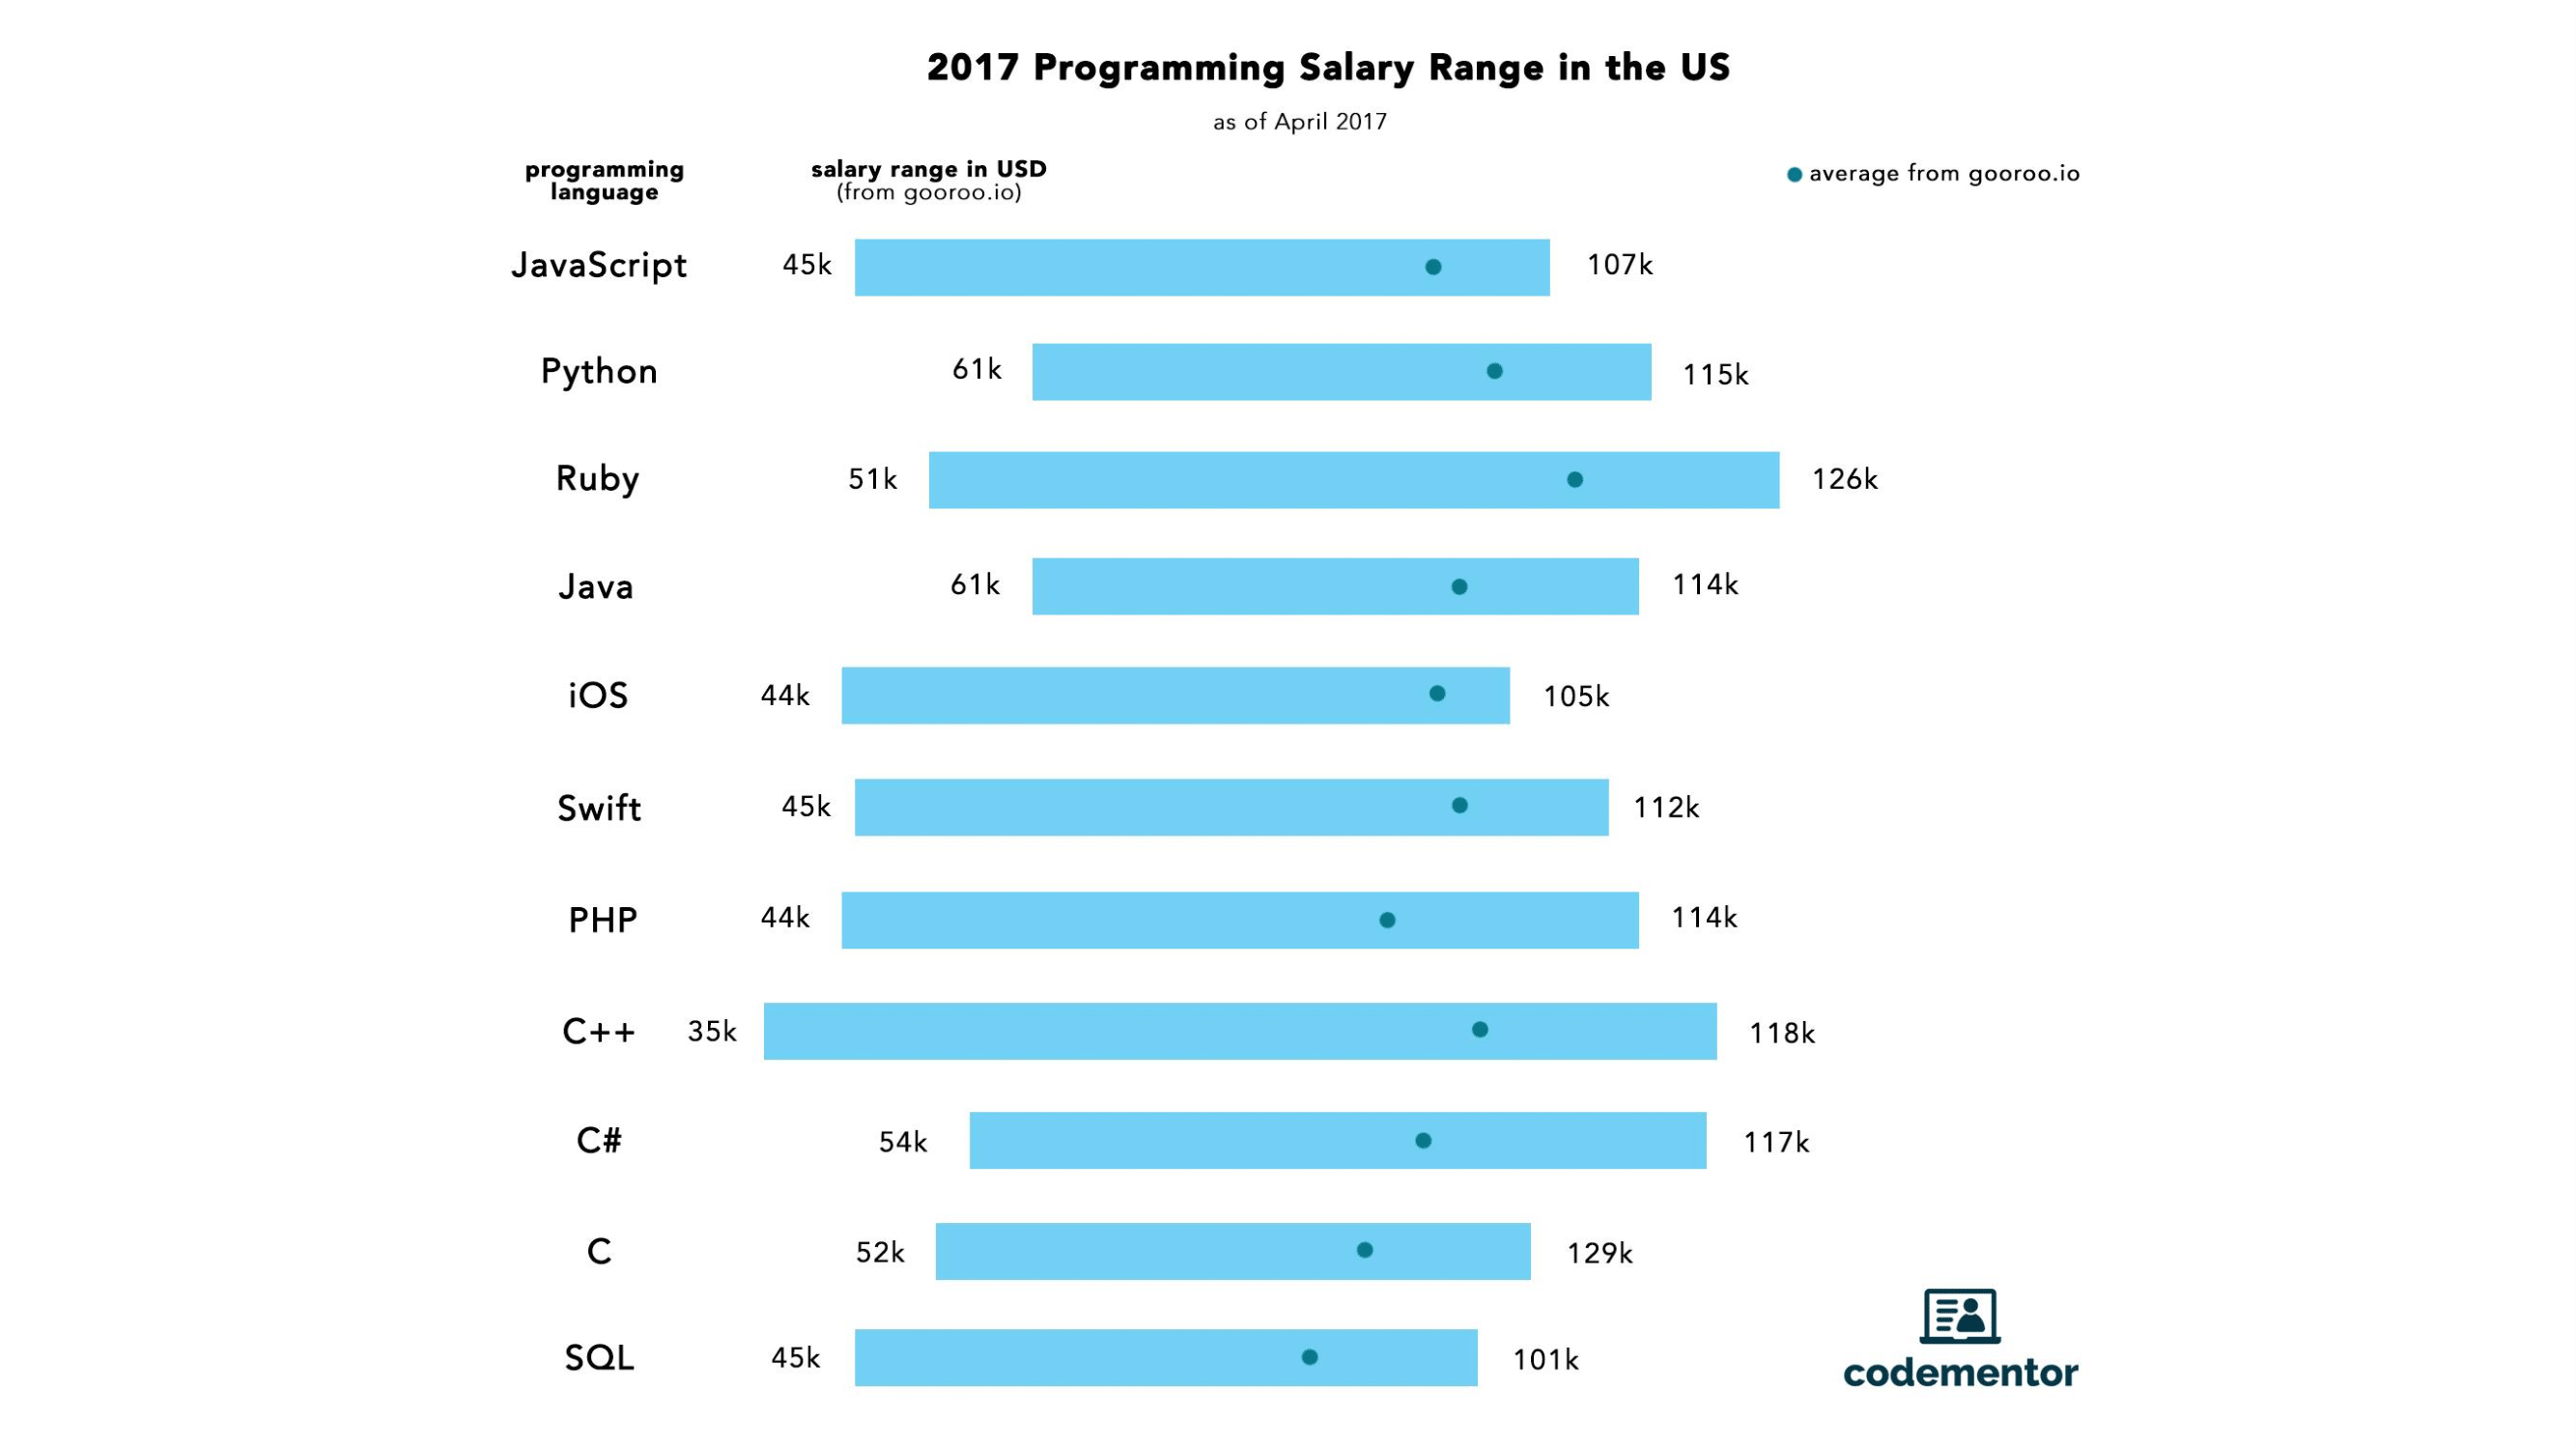 2017 Programming Salary Range in the US
as of April 2017
programming
language
salary range in USD
(from gooroo.io)
average from gooroo.io
JavaScript 45k 107k
Python 61k 115k
Ruby 51k 126k
Java 61k 114k
iOS 44k 105k
Swift 45k 112k
PHP 44k 114k
C++ 35k 118k
C# 54k 117k
C 52k 129k
SQL 45k 101k
codementor